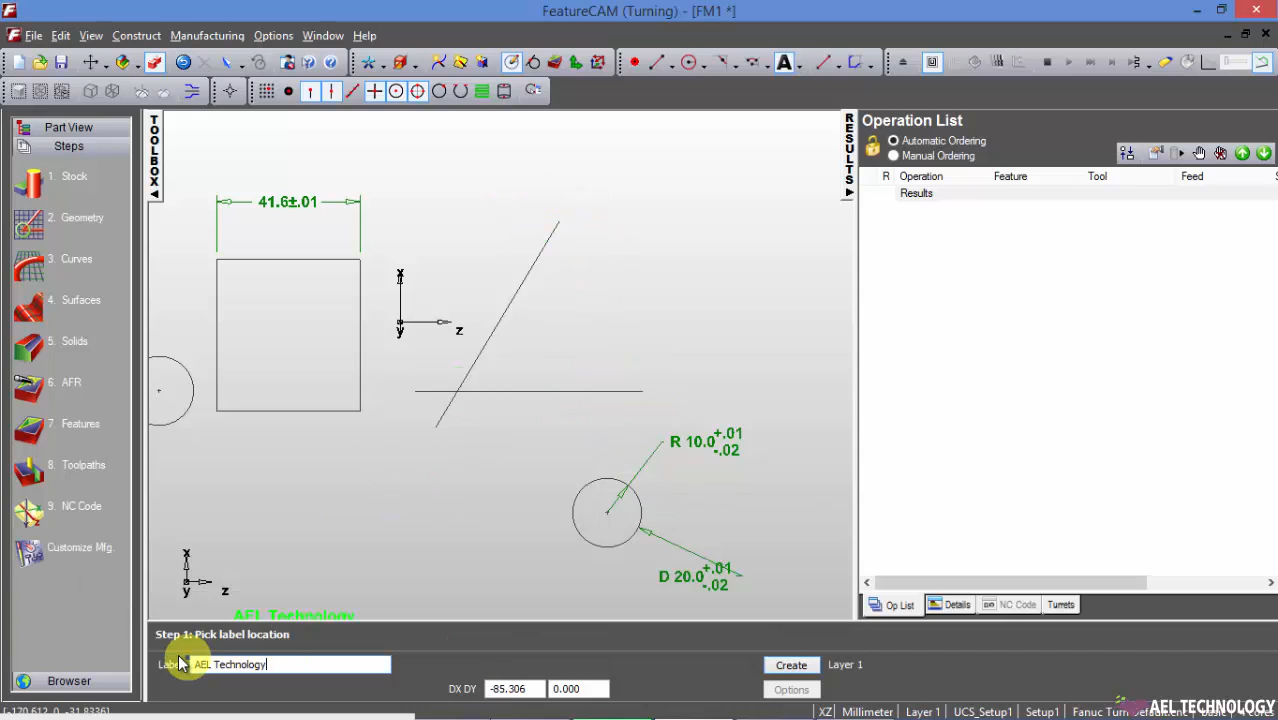 FeatureCAM (Turning) - [FM1 *]
File Edit View Construct Manufacturing Options Window Help
A
Part View
Steps
1. Stock
2. Geometry
3. Curves
4. Surfaces
5. Solids
6. AFR
7. Features
8. Toolpaths
9. NC Code
Customize Mfg.
Browser
TOOLBOX
41.6±.01
x
z
y
R 10.0 +.01
-.02
D 20.0 +.01
-.02
x
z
y
AEL Technology
RESULTS
Operation List
Automatic Ordering
Manual Ordering
R Operation Feature Tool Feed S
Results
Op List Details NC Code Turrets
Step 1: Pick label location
Label AEL Technology
Create Layer 1
DX DY -85.306 0.000
Options
AEL TECHNOLOGY
XZ Millimeter Layer 1 UCS_Setup1 Setup1